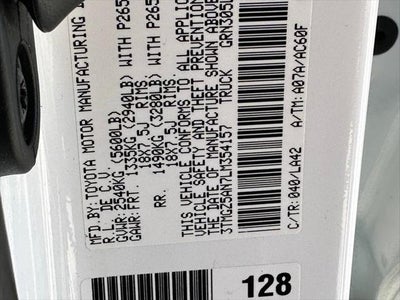 MFD.BY: TOYOTA MOTOR MANUFACTURING
DE C.V.
GVWR: 2540KG (5600LB)
GAWR: FRT. 1335KG (2940LB) WITH P265
18X7.5J RIMS,
RR. 1490KG (3280LB) WITH P265
18X7.5J RIMS,
THIS VEHICLE CONFORMS TO ALL APPLICA
VEHICLE SAFETY AND THEFT PREVENTION
THE DATE OF MANUFACTURE SHOWN ABOVE
3TMGZ5AN7LM354157 TRUCK GRN305L
C/TR: 040/LA42 A/TM: A07A/AC60F
128